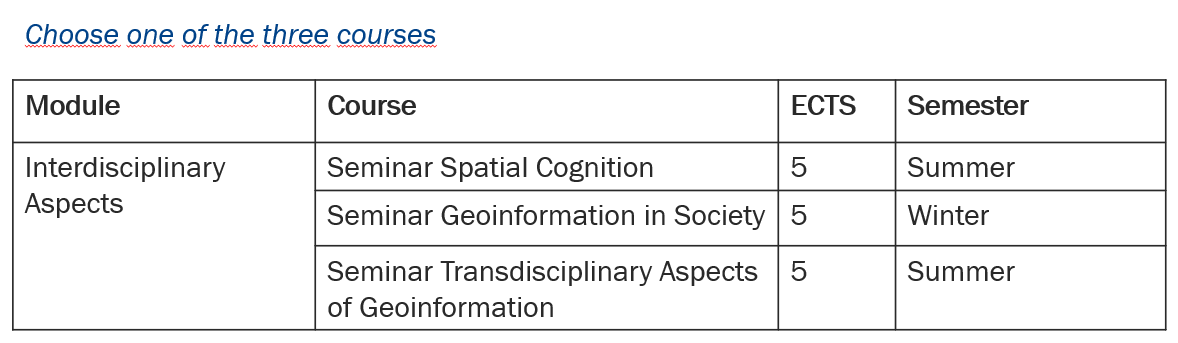 Choose one of the three courses
Module Course ECTS Semester
Interdisciplinary Aspects Seminar Spatial Cognition 5 Summer
Seminar Geoinformation in Society 5 Winter
Seminar Transdisciplinary Aspects of Geoinformation 5 Summer